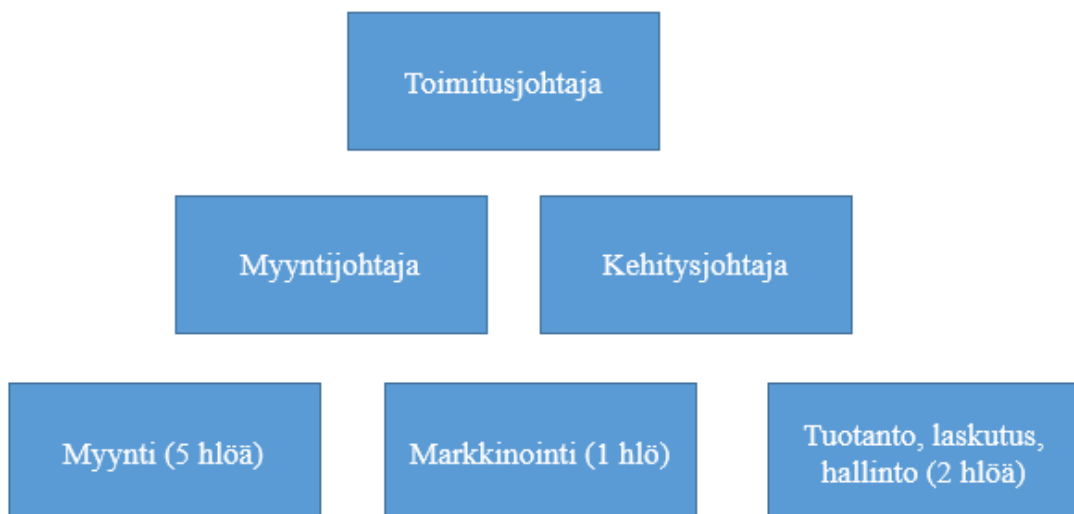 Toimitusjohtaja
Myyntijohtaja
Kehitysjohtaja
Myynti (5 hlöä)
Markkinointi (1 hlö)
Tuotanto, laskutus,
hallinto (2 hlöä)